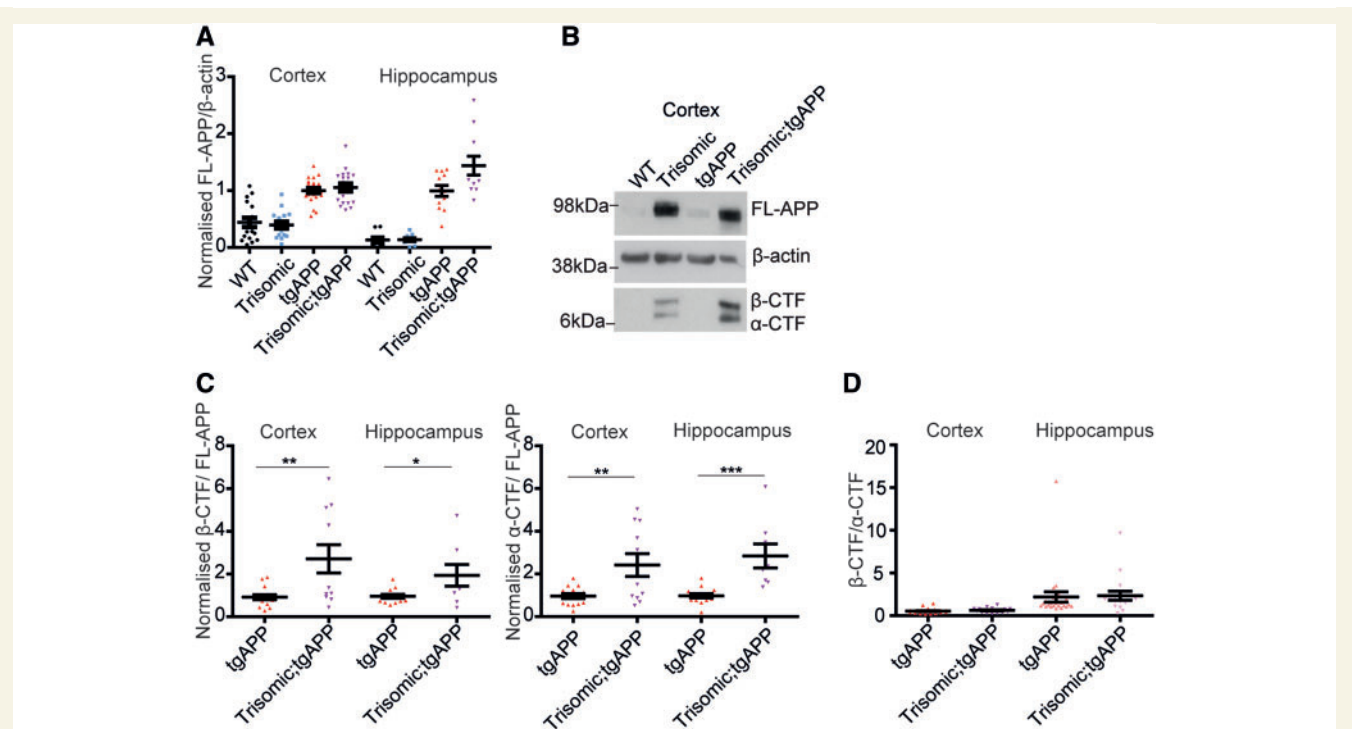 A
Cortex
Hippocampus
Normalised FL-APP/β-actin
3
2
1
0
WT
Trisomic
tgAPP
Trisomic;tgAPP
WT
Trisomic
tgAPP
Trisomic;tgAPP
B
Cortex
WT
Trisomic
tgAPP
Trisomic;tgAPP
98kDa
FL-APP
β-actin
38kDa
β-CTF
6kDa
α-CTF
C
Normalised β-CTF/ FL-APP
Cortex
Hippocampus
8
6
4
2
0
**
*
tgAPP
Trisomic;tgAPP
tgAPP
Trisomic;tgAPP
Normalised α-CTF/ FL-APP
Cortex
Hippocampus
8
6
4
2
0
**
***
tgAPP
Trisomic;tgAPP
tgAPP
Trisomic;tgAPP
D
β-CTF/α-CTF
Cortex
Hippocampus
20
15
10
5
0
tgAPP
Trisomic;tgAPP
tgAPP
Trisomic;tgAPP